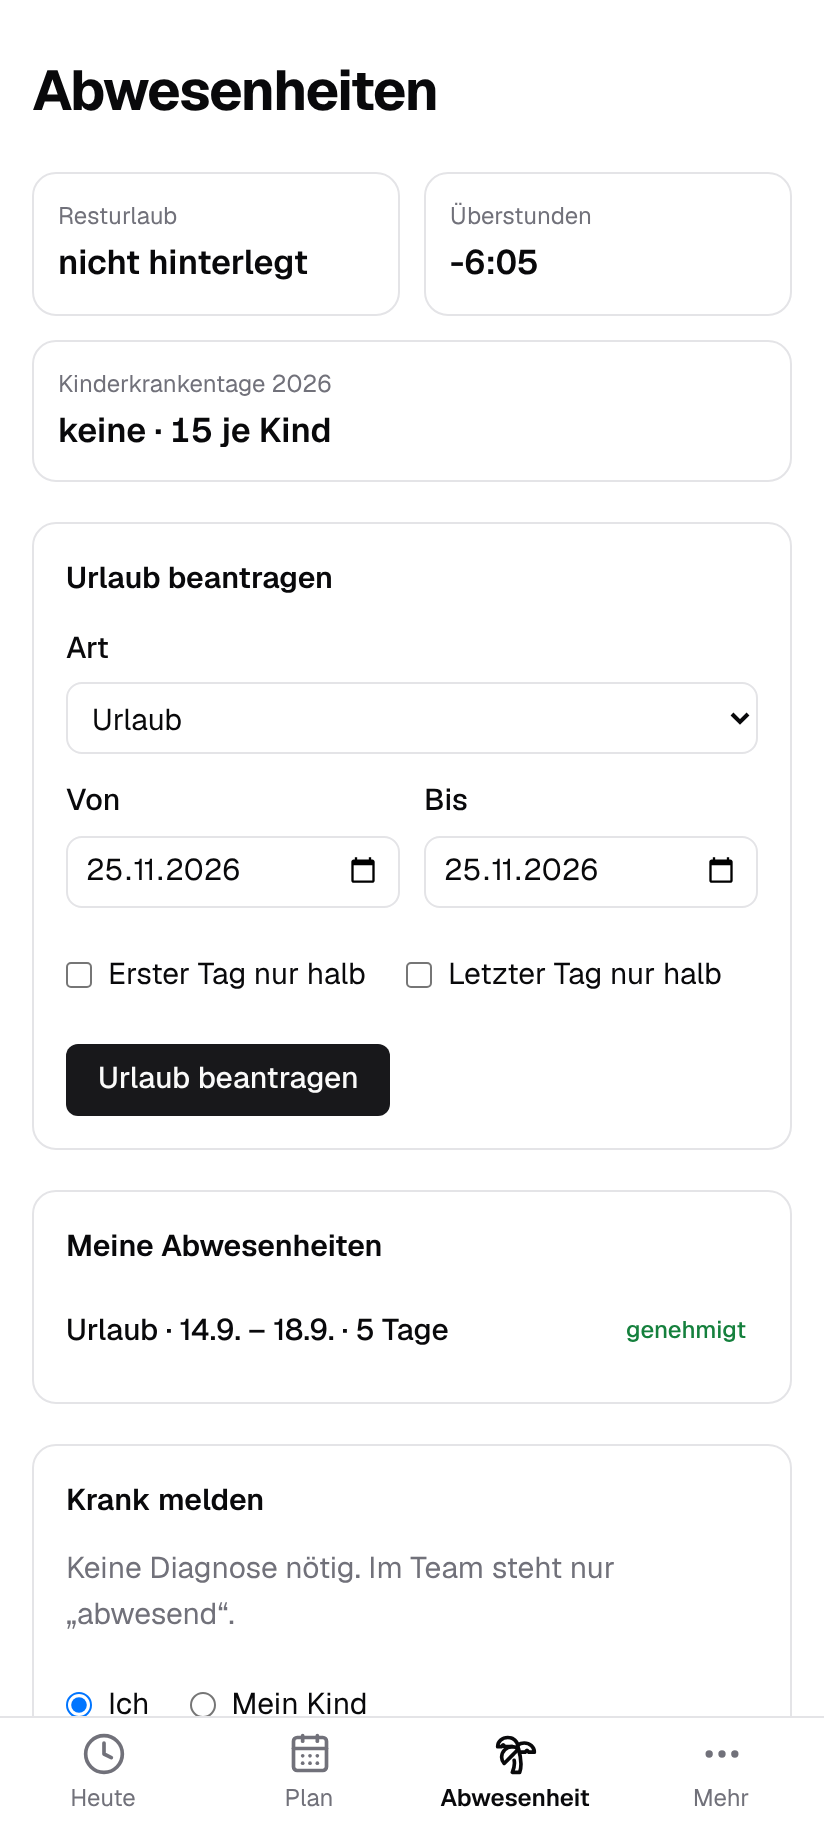 Abwesenheiten
Resturlaub
nicht hinterlegt
Überstunden
-6:05
Kinderkrankentage 2026
keine · 15 je Kind
Urlaub beantragen
Art
Urlaub
Von
Bis
25.11.2026
25.11.2026
Erster Tag nur halb
Letzter Tag nur halb
Urlaub beantragen
Meine Abwesenheiten
Urlaub · 14.9. – 18.9. · 5 Tage
genehmigt
Krank melden
Keine Diagnose nötig. Im Team steht nur
„abwesend“.
Ich
Mein Kind
Heute
Plan
Abwesenheit
Mehr